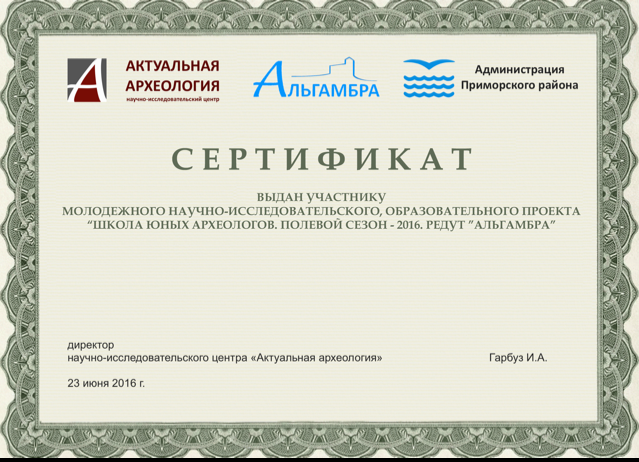 АКТУАЛЬНАЯ
АРХЕОЛОГИЯ
научно-исследовательский центр
АЛЬГАМБРА
Администрация
Приморского района
СЕРТИФИКАТ
ВЫДАН УЧАСТНИКУ
МОЛОДЕЖНОГО НАУЧНО-ИССЛЕДОВАТЕЛЬСКОГО, ОБРАЗОВАТЕЛЬНОГО ПРОЕКТА
“ШКОЛА ЮНЫХ АРХЕОЛОГОВ. ПОЛЕВОЙ СЕЗОН - 2016. РЕДУТ ”АЛЬГАМБРА”
директор
научно-исследовательского центра «Актуальная археология» Гарбуз И.А.
23 июня 2016 г.